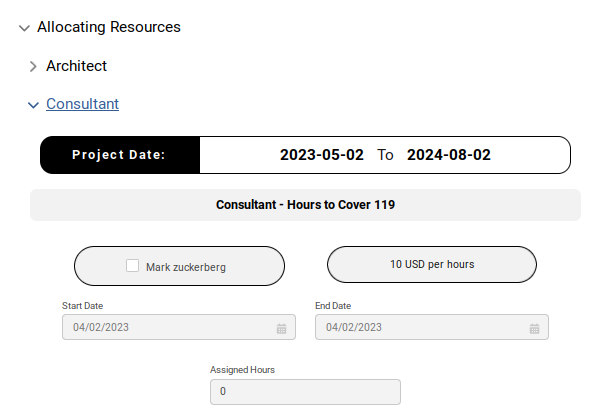 Allocating Resources
Architect
Consultant
Project Date: 2023-05-02 To 2024-08-02
Consultant - Hours to Cover 119
Mark zuckerberg 10 USD per hours
Start Date End Date
04/02/2023 04/02/2023
Assigned Hours
0